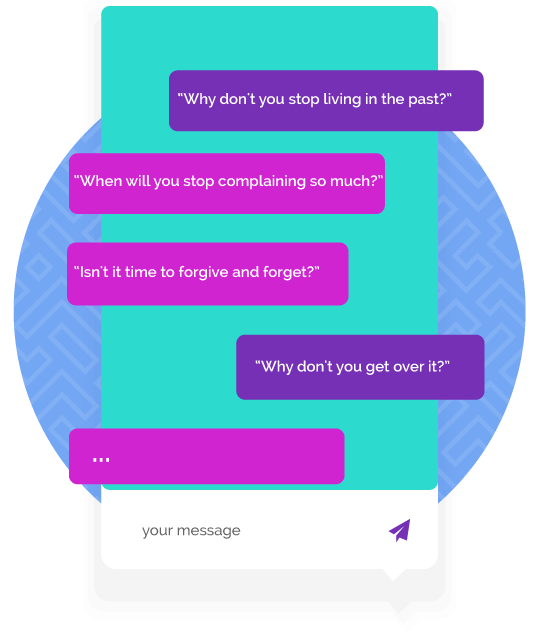 “Why don't you stop living in the past?”
“When will you stop complaining so much?”
“Isn't it time to forgive and forget?”
“Why don't you get over it?”
...
your message